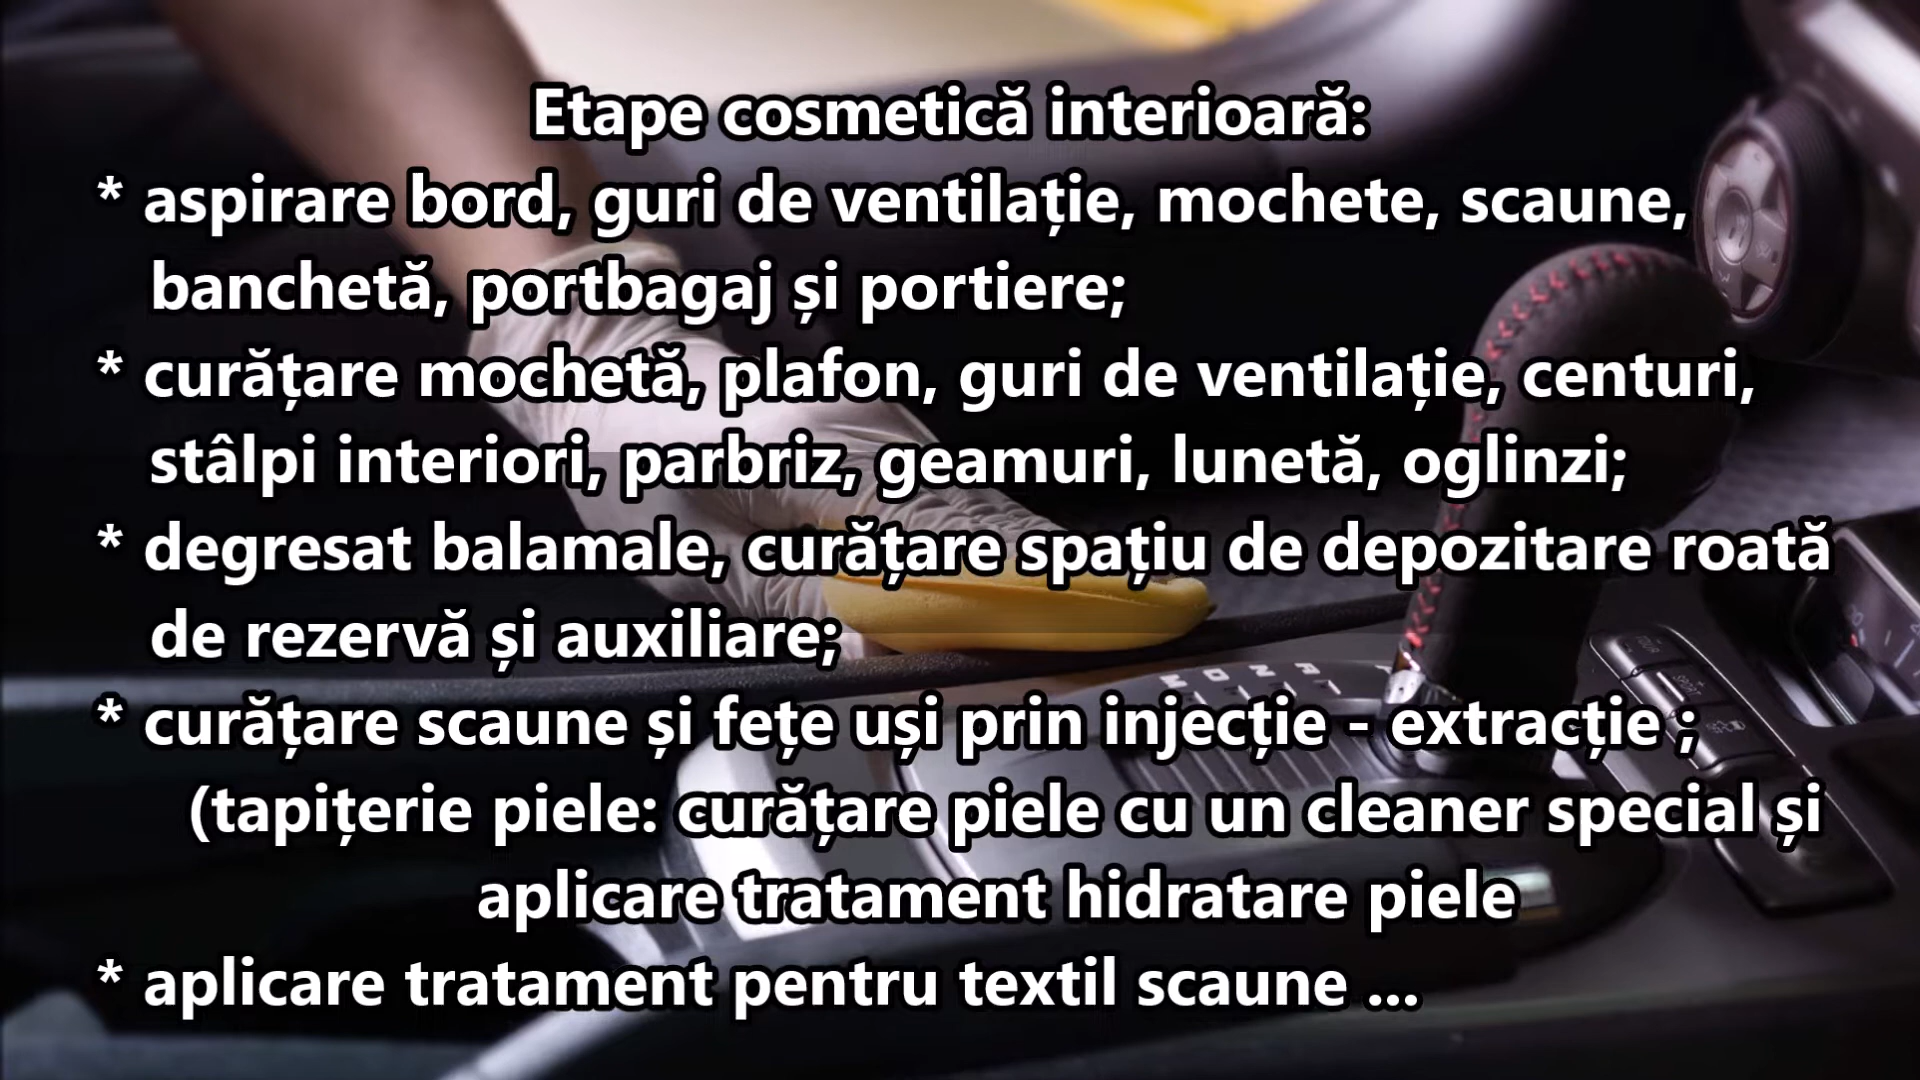 Etape cosmetică interioară:
* aspirare bord, guri de ventilație, mochete, scaune,
banchetă, portbagaj și portiere;
* curățare mochetă, plafon, guri de ventilație, centuri,
stâlpi interiori, parbriz, geamuri, lunetă, oglinzi;
* degresat balamale, curățare spațiu de depozitare roată
de rezervă și auxiliare;
* curățare scaune și fețe uși prin injecție - extracție ;
(tapițerie piele: curățare piele cu un cleaner special și
aplicare tratament hidratare piele
* aplicare tratament pentru textil scaune ...